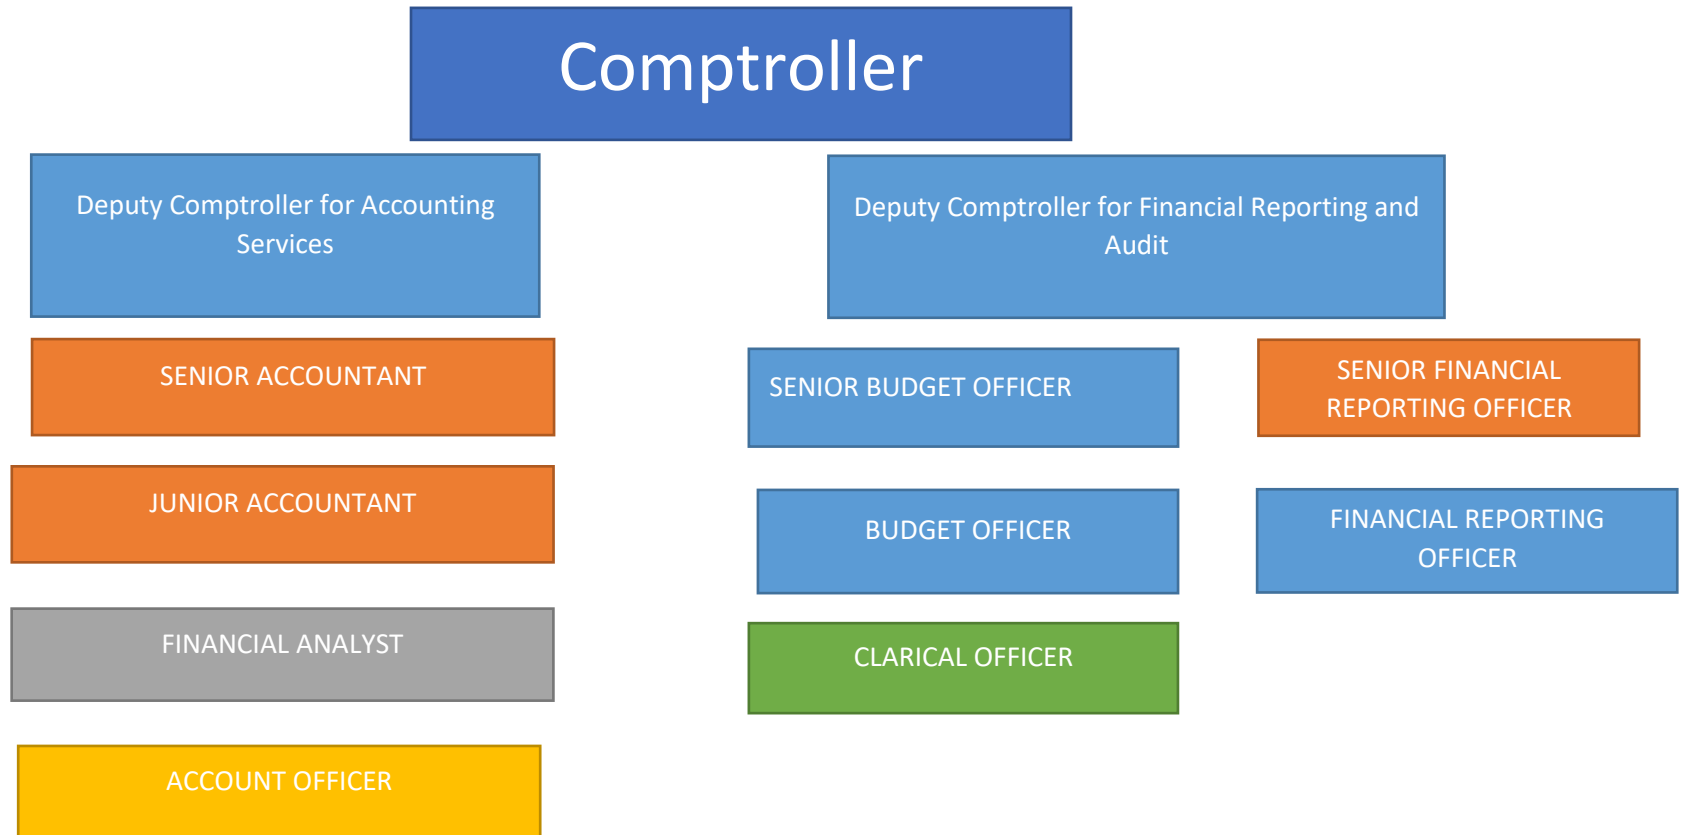 Comptroller
Deputy Comptroller for Accounting
Services
Deputy Comptroller for Financial Reporting and
Audit
SENIOR ACCOUNTANT
SENIOR BUDGET OFFICER
SENIOR FINANCIAL
REPORTING OFFICER
JUNIOR ACCOUNTANT
BUDGET OFFICER
FINANCIAL REPORTING
OFFICER
FINANCIAL ANALYST
CLARICAL OFFICER
ACCOUNT OFFICER